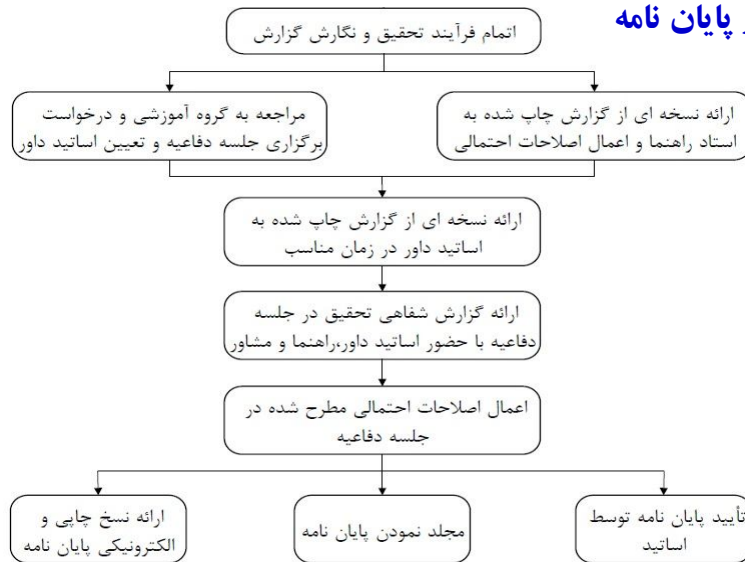 پایان نامه
اتمام فرآیند تحقیق و نگارش گزارش
ارائه نسخه ای از گزارش چاپ شده به
استاد راهنما و اعمال اصلاحات احتمالی
مراجعه به گروه آموزشی و درخواست
برگزاری جلسه دفاعیه و تعیین اساتید داور
ارائه نسخه ای از گزارش چاپ شده به
اساتید داور در زمان مناسب
ارائه گزارش شفاهی تحقیق در جلسه
دفاعیه با حضور اساتید داور،راهنما و مشاور
اعمال اصلاحات احتمالی مطرح شده در
جلسه دفاعیه
تأیید پایان نامه توسط
اساتید
مجلد نمودن پایان نامه
ارائه نسخ چاپی و
الکترونیکی پایان نامه